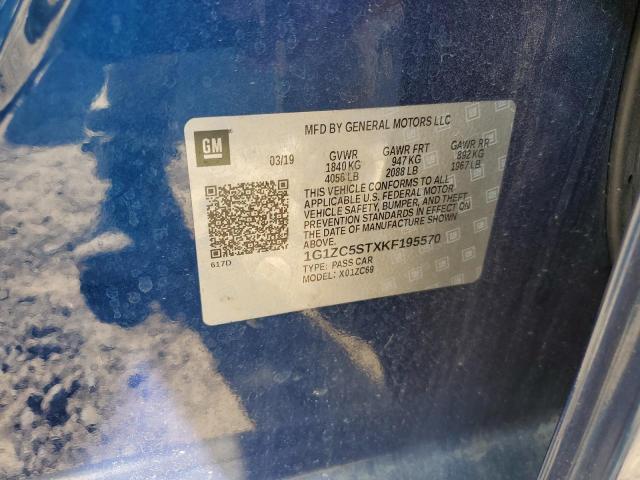 MFD BY GENERAL MOTORS LLC
GM
03/19
GVWR GAWR FRT GAWR RR
1840 KG 947 KG 892 KG
4056 LB 2088 LB 1967 LB
THIS VEHICLE CONFORMS TO ALL
APPLICABLE U.S. FEDERAL MOTOR
VEHICLE SAFETY, BUMPER, AND THEFT
PREVENTION STANDARDS IN EFFECT ON
THE DATE OF MANUFACTURE SHOWN
ABOVE.
617D
1G1ZC5STXKF195570
TYPE: PASS CAR
MODEL: X01ZC69